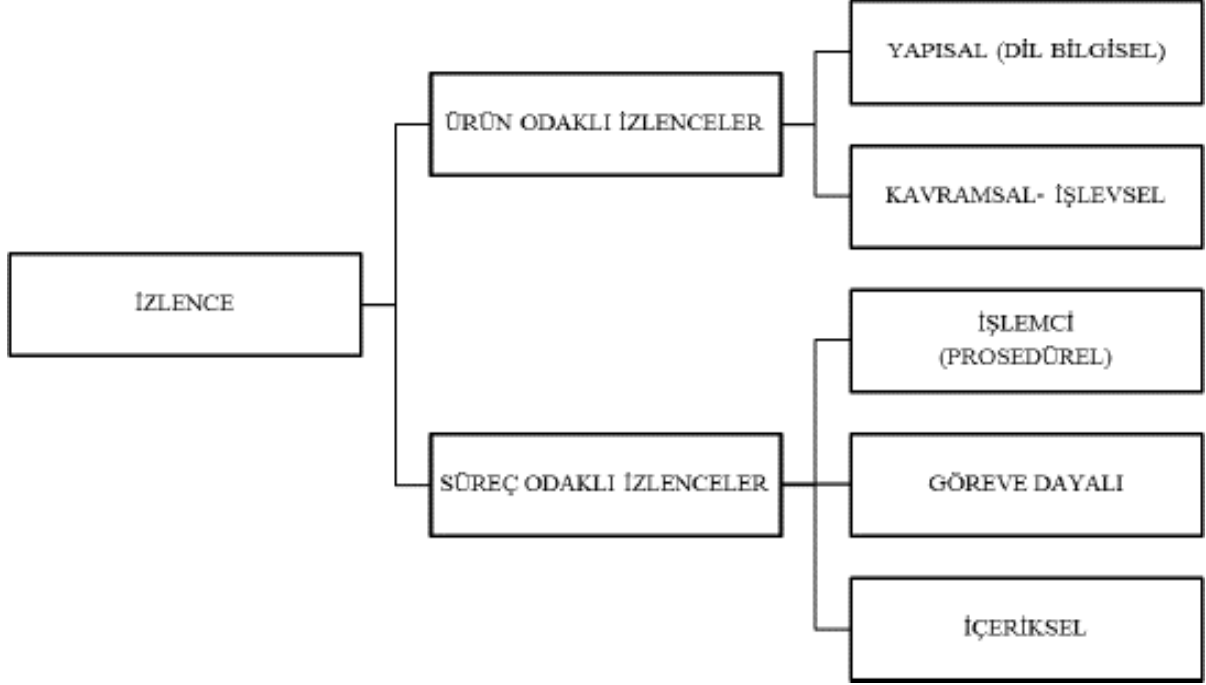 İZLENCE
ÜRÜN ODAKLI İZLENCELER
YAPISAL (DİL BİLGİSEL)
KAVRAMSAL- İŞLEVSEL
SÜREÇ ODAKLI İZLENCELER
İŞLEMCİ
(PROSEDÜREL)
GÖREVE DAYALI
İÇERİKSEL